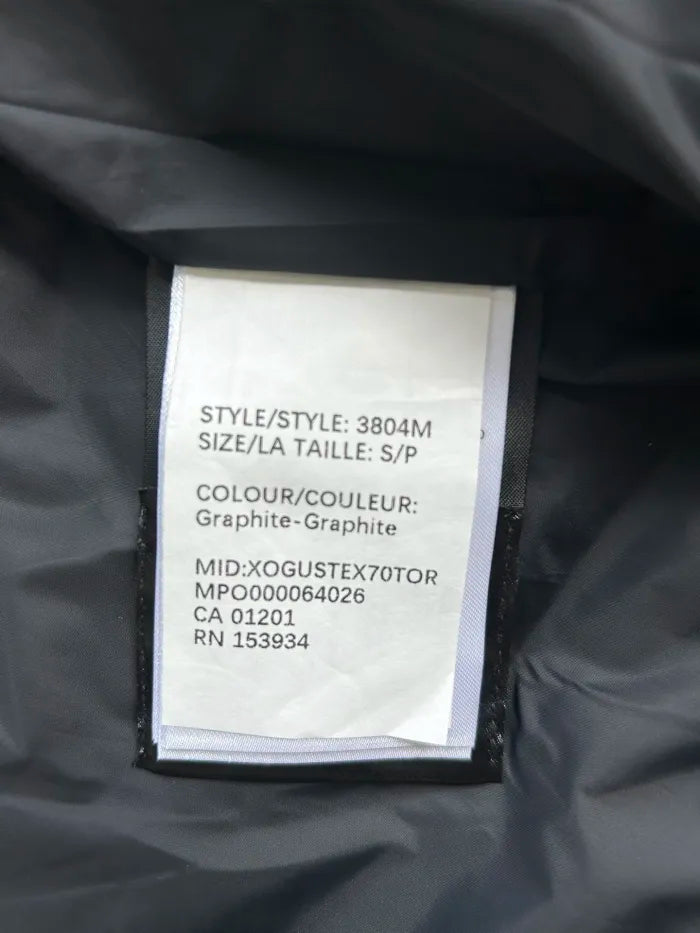 STYLE/STYLE: 3804M
SIZE/LA TAILLE: S/P
COLOUR/COULEUR:
Graphite-Graphite
MID:XOGUSTEX70TOR
MPO000064026
CA 01201
RN 153934